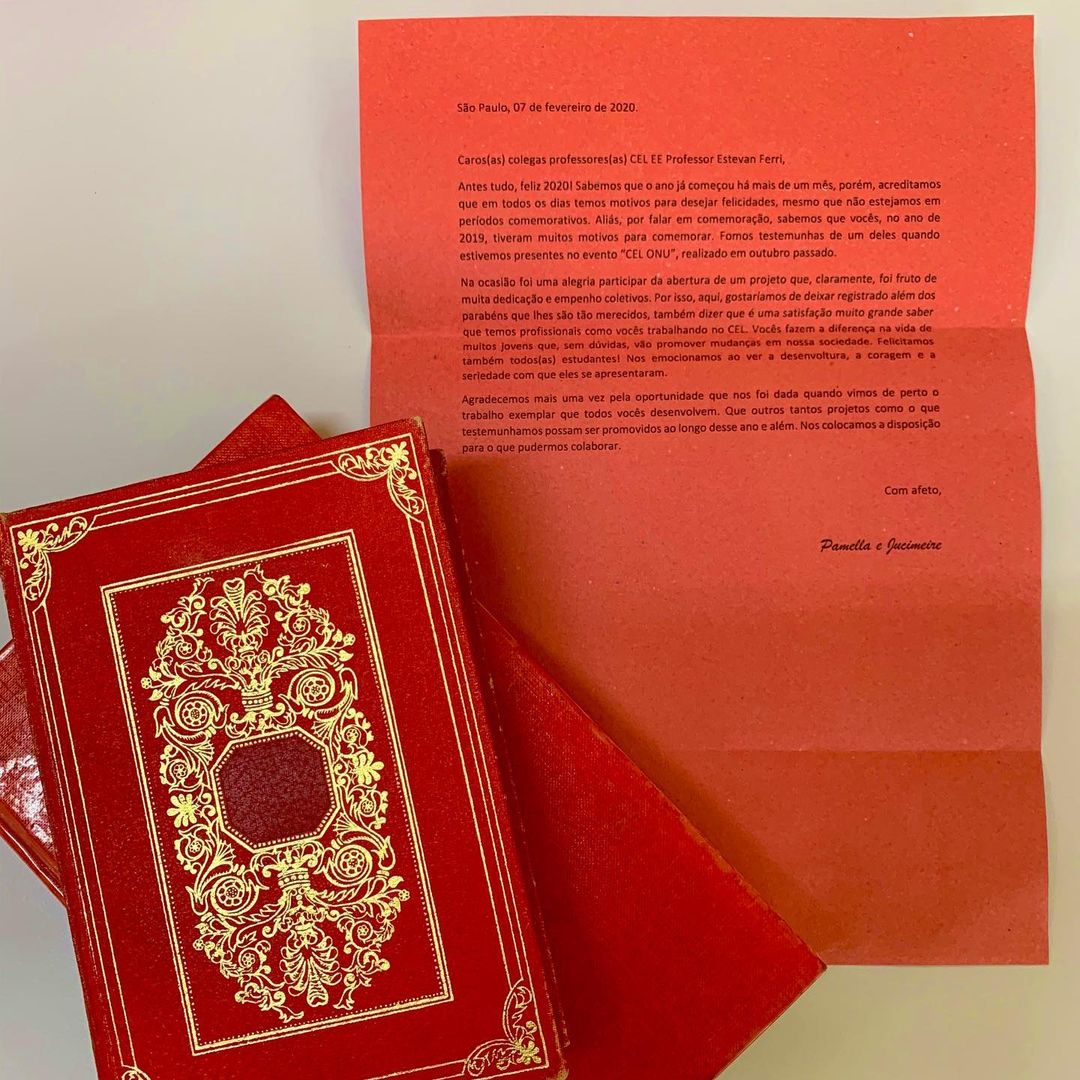 São Paulo, 07 de fevereiro de 2020.
Caros(as) colegas professores(as) CEL EE Professor Estevan Ferri,
Antes tudo, feliz 2020! Sabemos que o ano já começou há mais de um mês, porém, acreditamos
que em todos os dias temos motivos para desejar felicidades, mesmo que não estejamos em
períodos comemorativos. Aliás, por falar em comemoração, sabemos que vocês, no ano de
2019, tiveram muitos motivos para comemorar. Fomos testemunhas de um deles quando
estivemos presentes no evento “CEL ONU”, realizado em outubro passado.
Na ocasião foi uma alegria participar da abertura de um projeto que, claramente, foi fruto de
muita dedicação e empenho coletivos. Por isso, aqui, gostaríamos de deixar registrado além dos
parabéns que lhes são tão merecidos, também dizer que é uma satisfação muito grande saber
que temos profissionais como vocês trabalhando no CEL. Vocês fazem a diferença na vida de
muitos jovens que, sem dúvidas, vão promover mudanças em nossa sociedade. Felicitamos
também todos(as) estudantes! Nos emocionamos ao ver a desenvoltura, a coragem e a
seriedade com que eles se apresentaram.
Agradecemos mais uma vez pela oportunidade que nos foi dada quando vimos de perto o
trabalho exemplar que todos vocês desenvolvem. Que outros tantos projetos como o que
testemunhamos possam ser promovidos ao longo desse ano e além. Nos colocamos a disposição
para o que pudermos colaborar.
Com afeto,
Pamella e Jucimeire